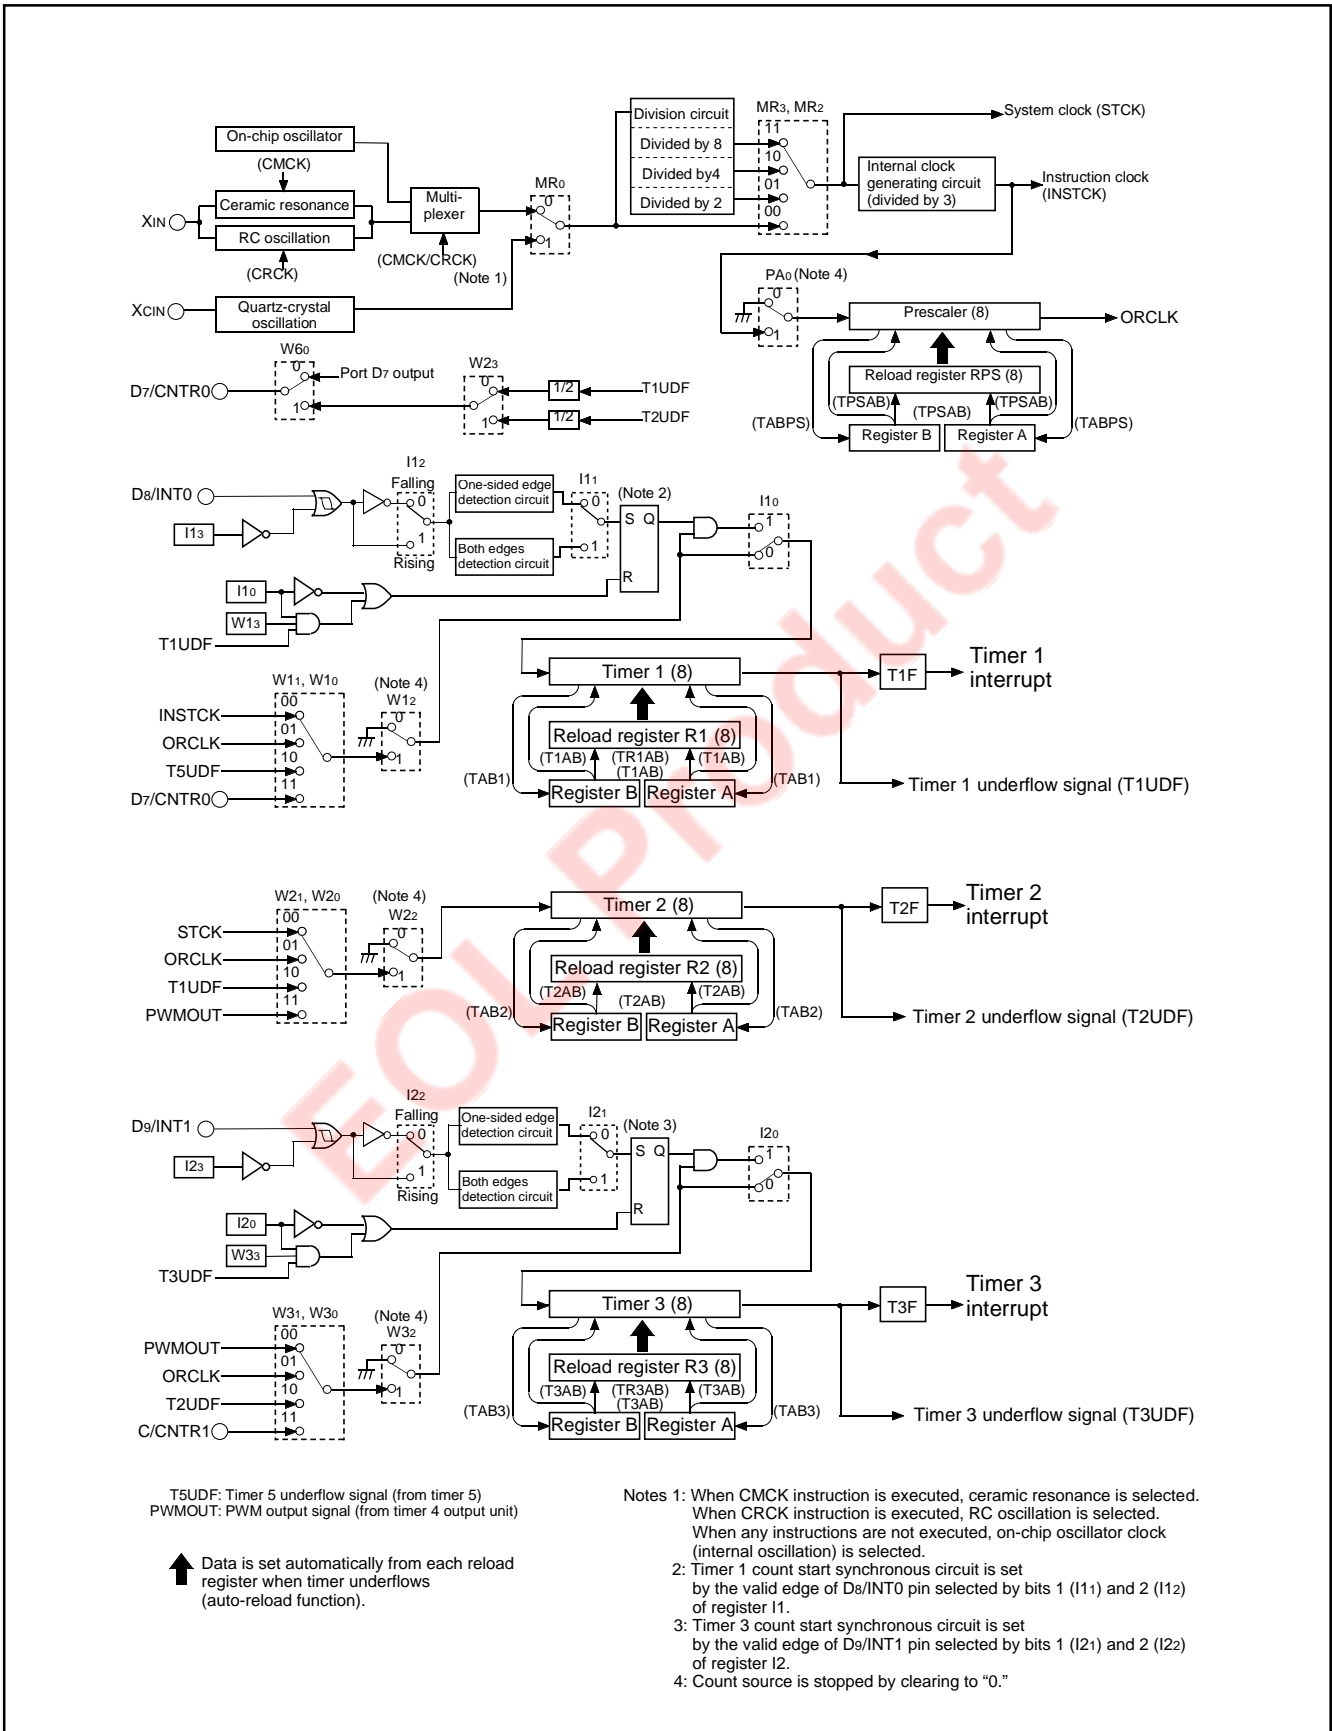 On-chip oscillator
(CMCK)
Ceramic resonance
XIN
RC oscillation
(CRCK)
Multi-
plexer
(CMCK/CRCK)
(Note 1)
MR0
0
1
XCIN
Quartz-crystal
oscillation
Division circuit
Divided by 8
Divided by4
Divided by 2
MR3, MR2
11
10
01
00
System clock (STCK)
Internal clock
generating circuit
(divided by 3)
Instruction clock
(INSTCK)
PA0 (Note 4)
0
1
Prescaler (8)
ORCLK
Reload register RPS (8)
(TPSAB)
(TPSAB)
(TPSAB)
(TABPS)
Register B
Register A
(TABPS)
D7/CNTR0
W60
0
Port D7 output
1
W23
0
1
1/2
T1UDF
1/2
T2UDF
D8/INT0
I13
I12
Falling
0
1
Rising
One-sided edge
detection circuit
Both edges
detection circuit
I11
0
1
(Note 2)
S Q
R
I10
1
0
I10
W13
T1UDF
W11, W10
00
01
10
11
INSTCK
ORCLK
T5UDF
D7/CNTR0
(Note 4)
W12
0
1
Timer 1 (8)
Reload register R1 (8)
(T1AB)
(TR1AB)
(T1AB)
(T1AB)
(TAB1)
Register B
Register A
(TAB1)
T1F
Timer 1
interrupt
Timer 1 underflow signal (T1UDF)
W21, W20
00
01
10
11
STCK
ORCLK
T1UDF
PWMOUT
(Note 4)
W22
0
1
Timer 2 (8)
Reload register R2 (8)
(T2AB)
(T2AB)
(T2AB)
(TAB2)
Register B
Register A
(TAB2)
T2F
Timer 2
interrupt
Timer 2 underflow signal (T2UDF)
D9/INT1
I23
I22
Falling
0
1
Rising
One-sided edge
detection circuit
Both edges
detection circuit
I21
0
1
(Note 3)
S Q
R
I20
1
0
I20
W33
T3UDF
W31, W30
00
01
10
11
PWMOUT
ORCLK
T2UDF
C/CNTR1
(Note 4)
W32
0
1
Timer 3 (8)
Reload register R3 (8)
(T3AB)
(TR3AB)
(T3AB)
(T3AB)
(TAB3)
Register B
Register A
(TAB3)
T3F
Timer 3
interrupt
Timer 3 underflow signal (T3UDF)
EOL Product
T5UDF: Timer 5 underflow signal (from timer 5)
PWMOUT: PWM output signal (from timer 4 output unit)
Data is set automatically from each reload
register when timer underflows
(auto-reload function).
Notes 1: When CMCK instruction is executed, ceramic resonance is selected.
When CRCK instruction is executed, RC oscillation is selected.
When any instructions are not executed, on-chip oscillator clock
(internal oscillation) is selected.
2: Timer 1 count start synchronous circuit is set
by the valid edge of D8/INT0 pin selected by bits 1 (I11) and 2 (I12)
of register I1.
3: Timer 3 count start synchronous circuit is set
by the valid edge of D9/INT1 pin selected by bits 1 (I21) and 2 (I22)
of register I2.
4: Count source is stopped by clearing to “0.”